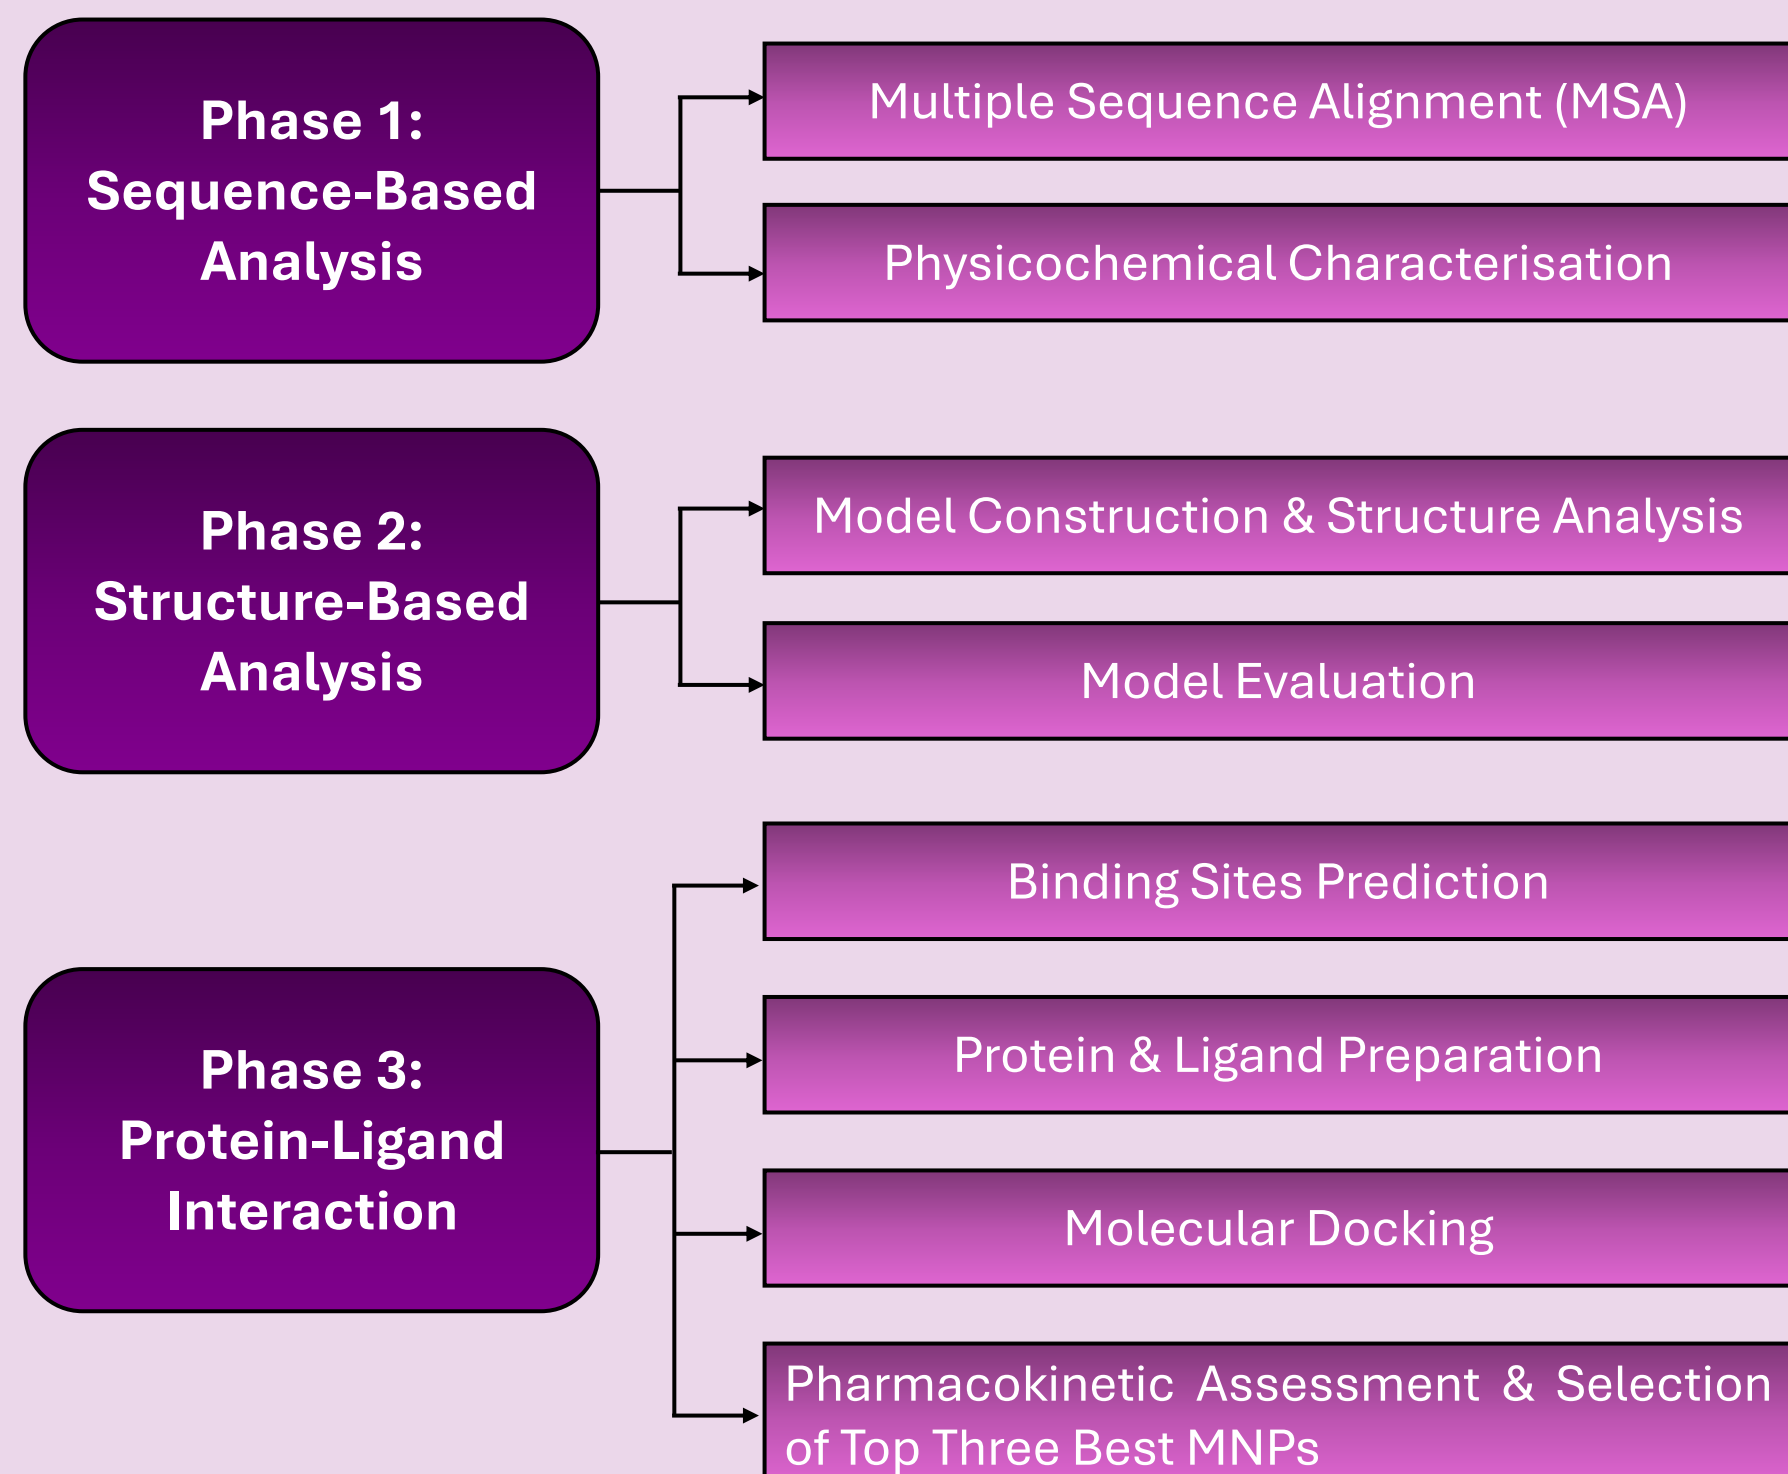 Phase 1:
Sequence-Based
Analysis
Multiple Sequence Alignment (MSA)
Physicochemical Characterisation
Phase 2:
Structure-Based
Analysis
Model Construction & Structure Analysis
Model Evaluation
Phase 3:
Protein-Ligand
Interaction
Binding Sites Prediction
Protein & Ligand Preparation
Molecular Docking
Pharmacokinetic Assessment & Selection
of Top Three Best MNPs